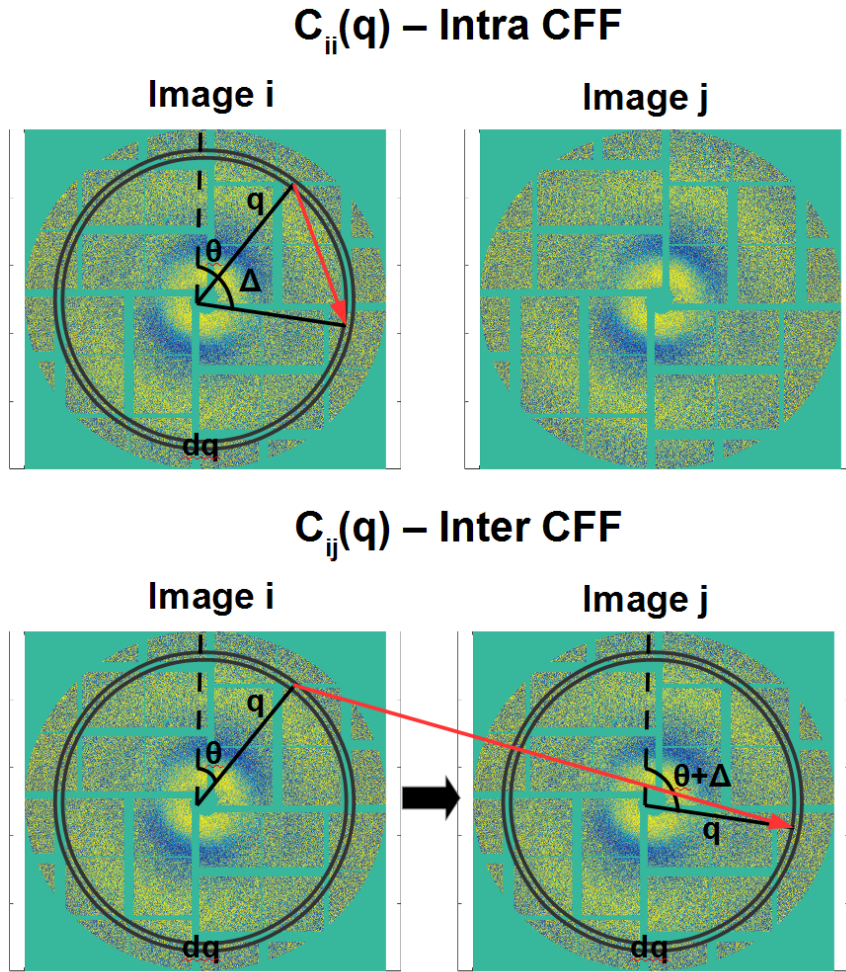 C_ii(q) – Intra CFF
Image i
Image j
q
θ
Δ
dq
C_ij(q) – Inter CFF
Image i
Image j
q
θ
θ+Δ
q
dq
dq